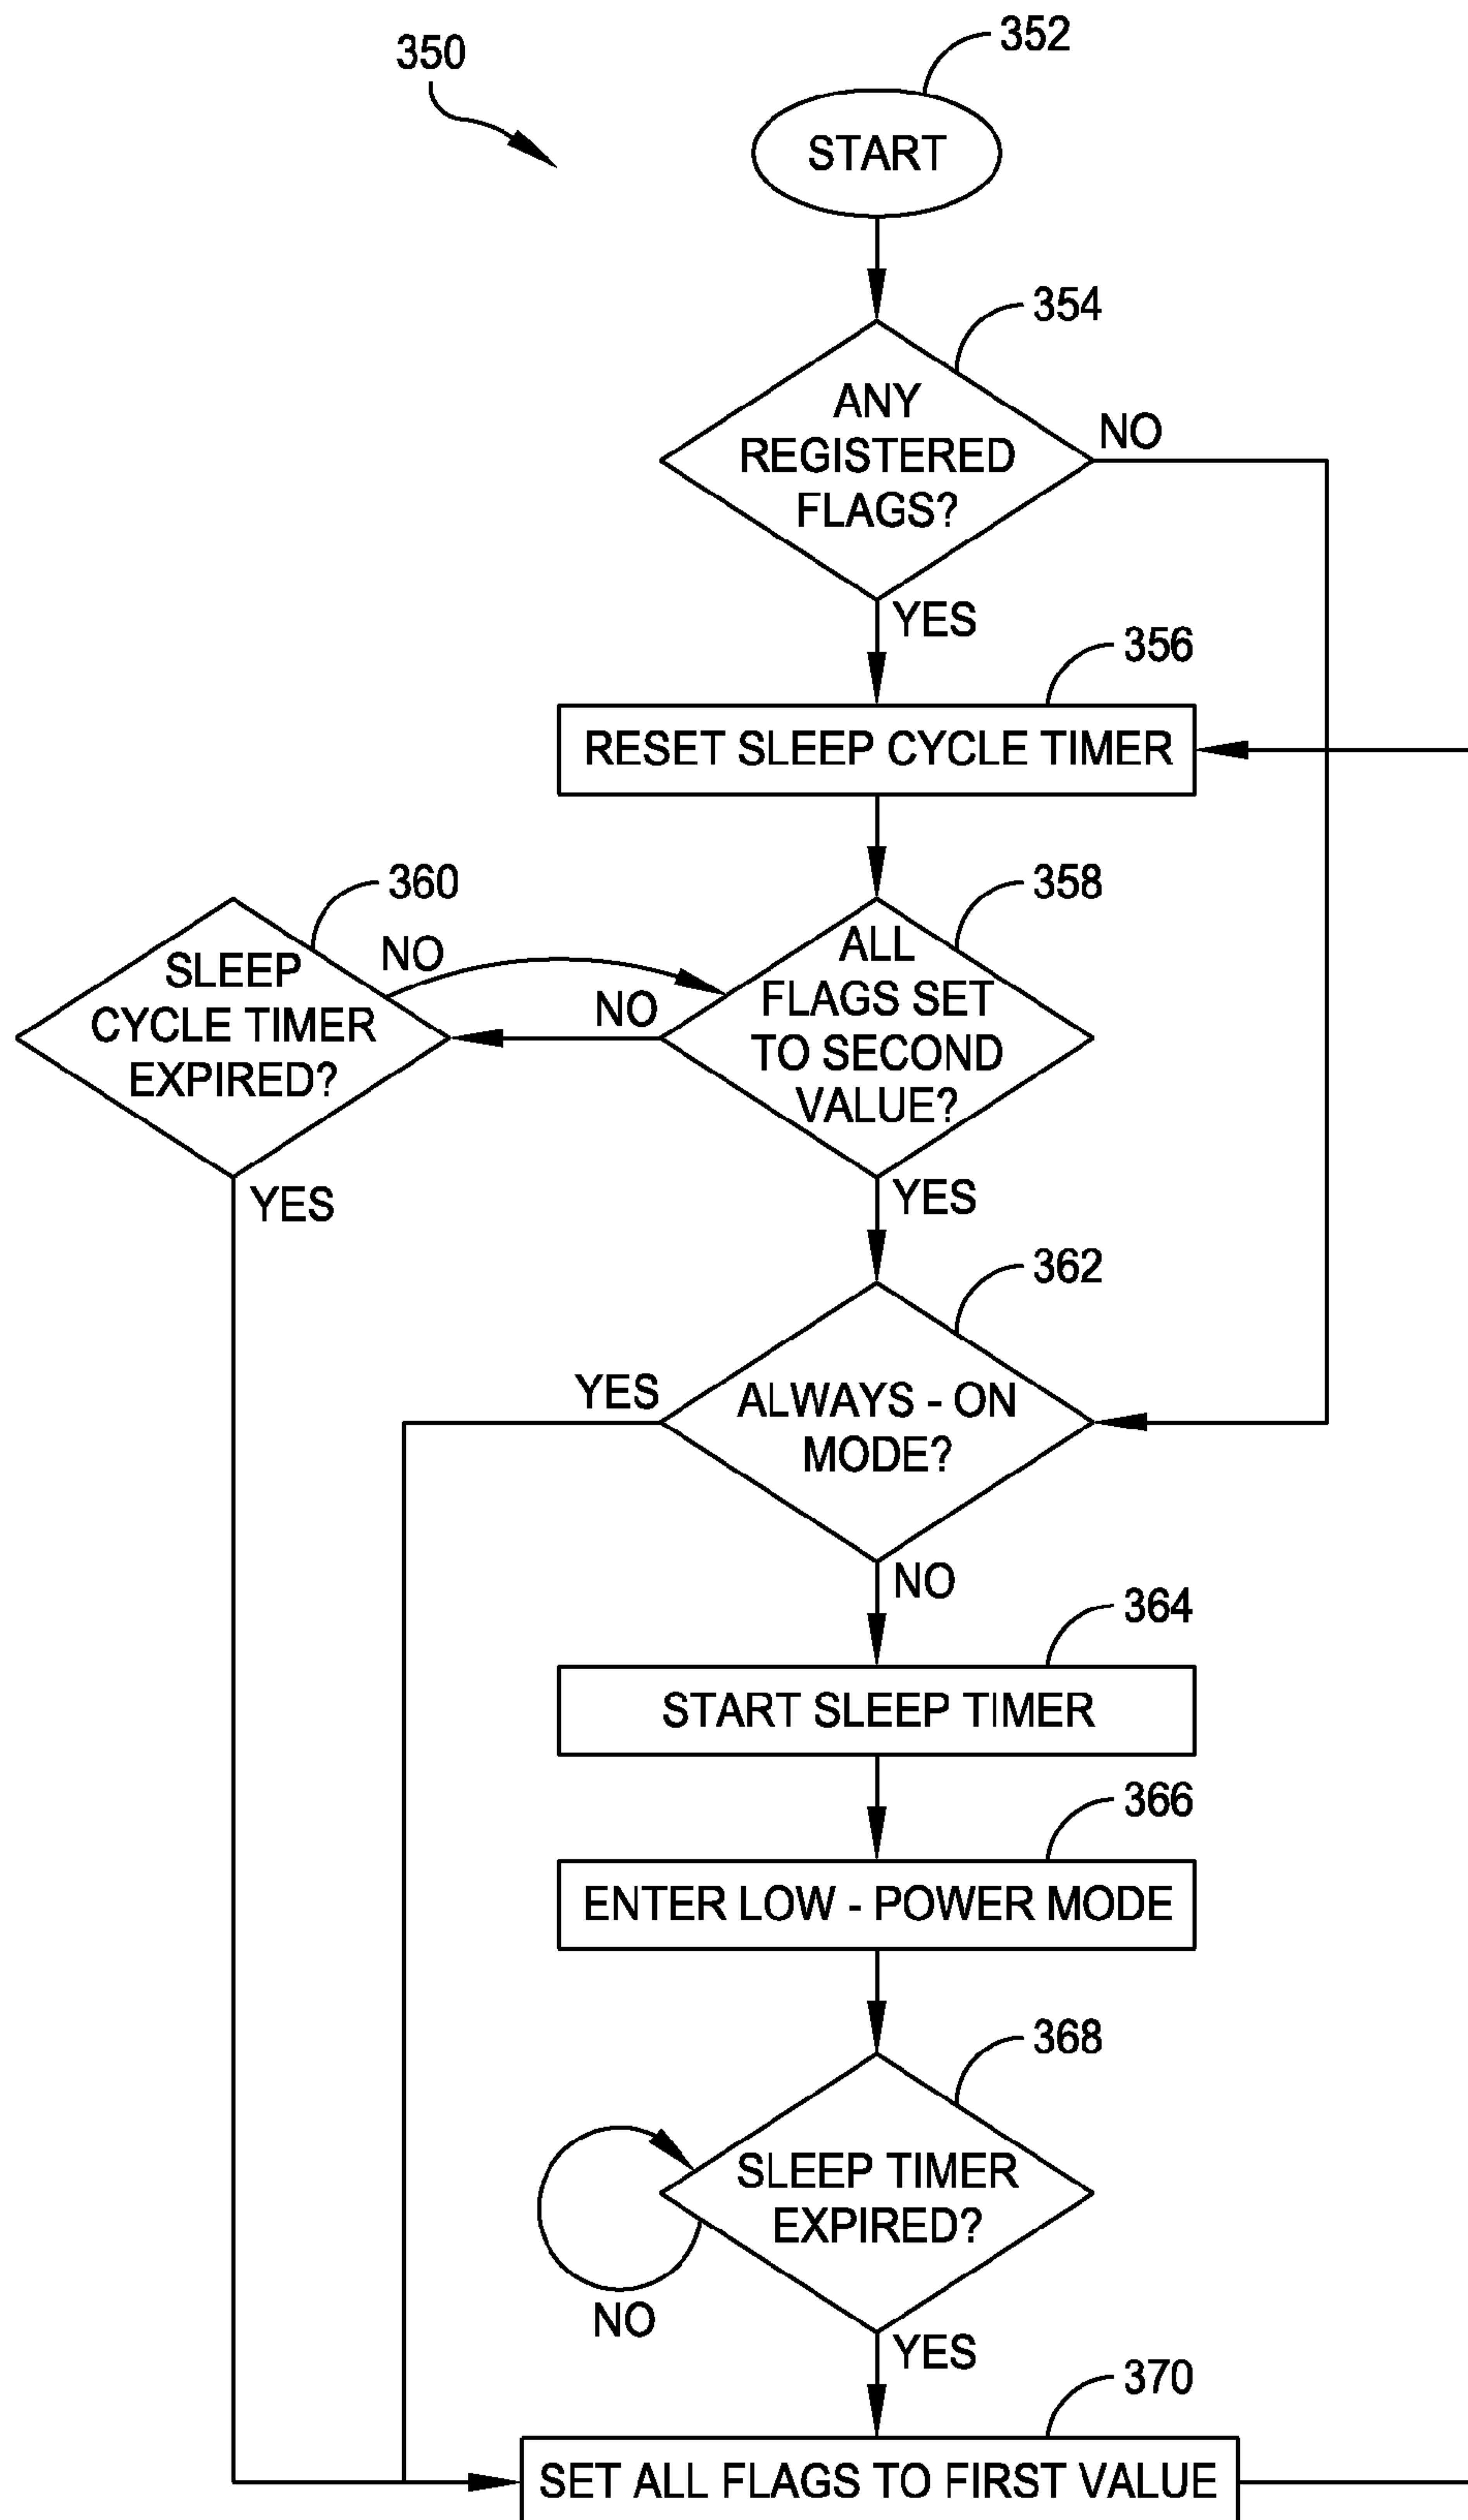 350
352
START
354
ANY
REGISTERED
FLAGS?
NO
YES
356
RESET SLEEP CYCLE TIMER
360
358
SLEEP
CYCLE TIMER
EXPIRED?
NO
NO
ALL
FLAGS SET
TO SECOND
VALUE?
YES
YES
362
YES
ALWAYS - ON
MODE?
NO
364
START SLEEP TIMER
366
ENTER LOW - POWER MODE
368
SLEEP TIMER
EXPIRED?
NO
YES
370
SET ALL FLAGS TO FIRST VALUE